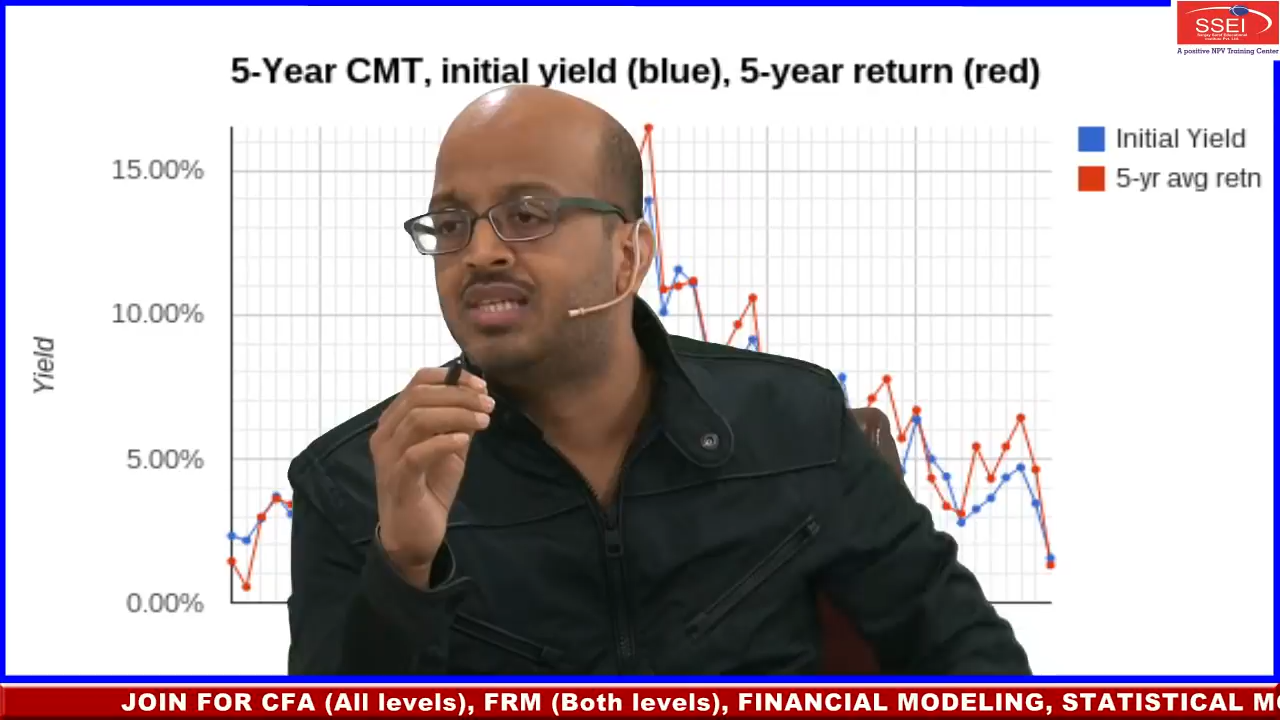 SSEI
A positive NPV Training Center
5-Year CMT, initial yield (blue), 5-year return (red)
Initial Yield
5-yr avg retn
15.00%
10.00%
5.00%
0.00%
Yield
JOIN FOR CFA (All levels), FRM (Both levels), FINANCIAL MODELING, STATISTICAL M